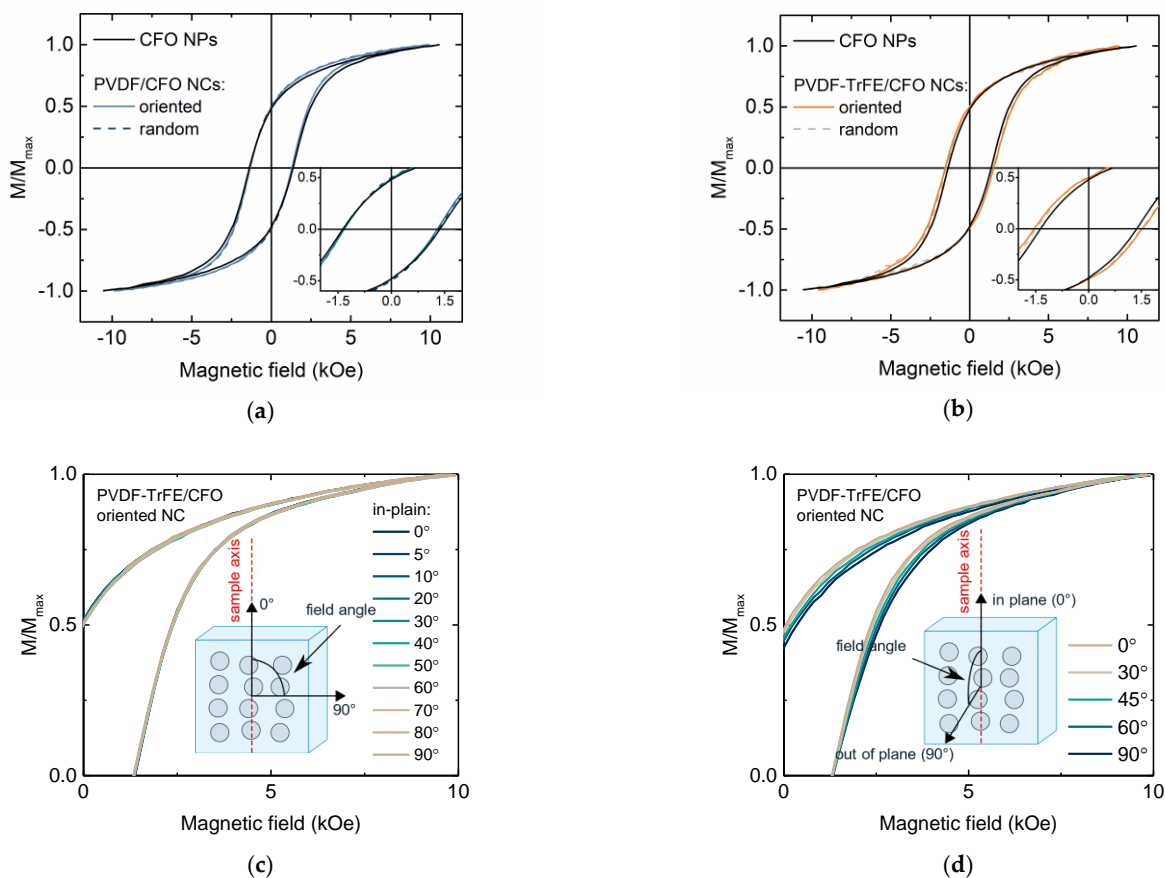 CFO NPs
PVDF/CFO NCs:
oriented
random
1.0
0.5
0.0
-0.5
-1.0
M/Mmax
0.5
0.0
-0.5
-1.5 0.0 1.5
-10 -5 0 5 10
Magnetic field (kOe)
(a)
CFO NPs
PVDF-TrFE/CFO NCs:
oriented
random
1.0
0.5
0.0
-0.5
-1.0
M/Mmax
0.5
0.0
-0.5
-1.5 0.0 1.5
-10 -5 0 5 10
Magnetic field (kOe)
(b)
PVDF-TrFE/CFO
oriented NC
in-plain:
0°
5°
10°
20°
30°
40°
50°
60°
70°
80°
90°
sample axis
0°
field angle
90°
1.0
0.5
0.0
M/Mmax
0 5 10
Magnetic field (kOe)
(c)
PVDF-TrFE/CFO
oriented NC
sample axis
in plane (0°)
field angle
out of plane (90°)
0°
30°
45°
60°
90°
1.0
0.5
0.0
M/Mmax
0 5 10
Magnetic field (kOe)
(d)